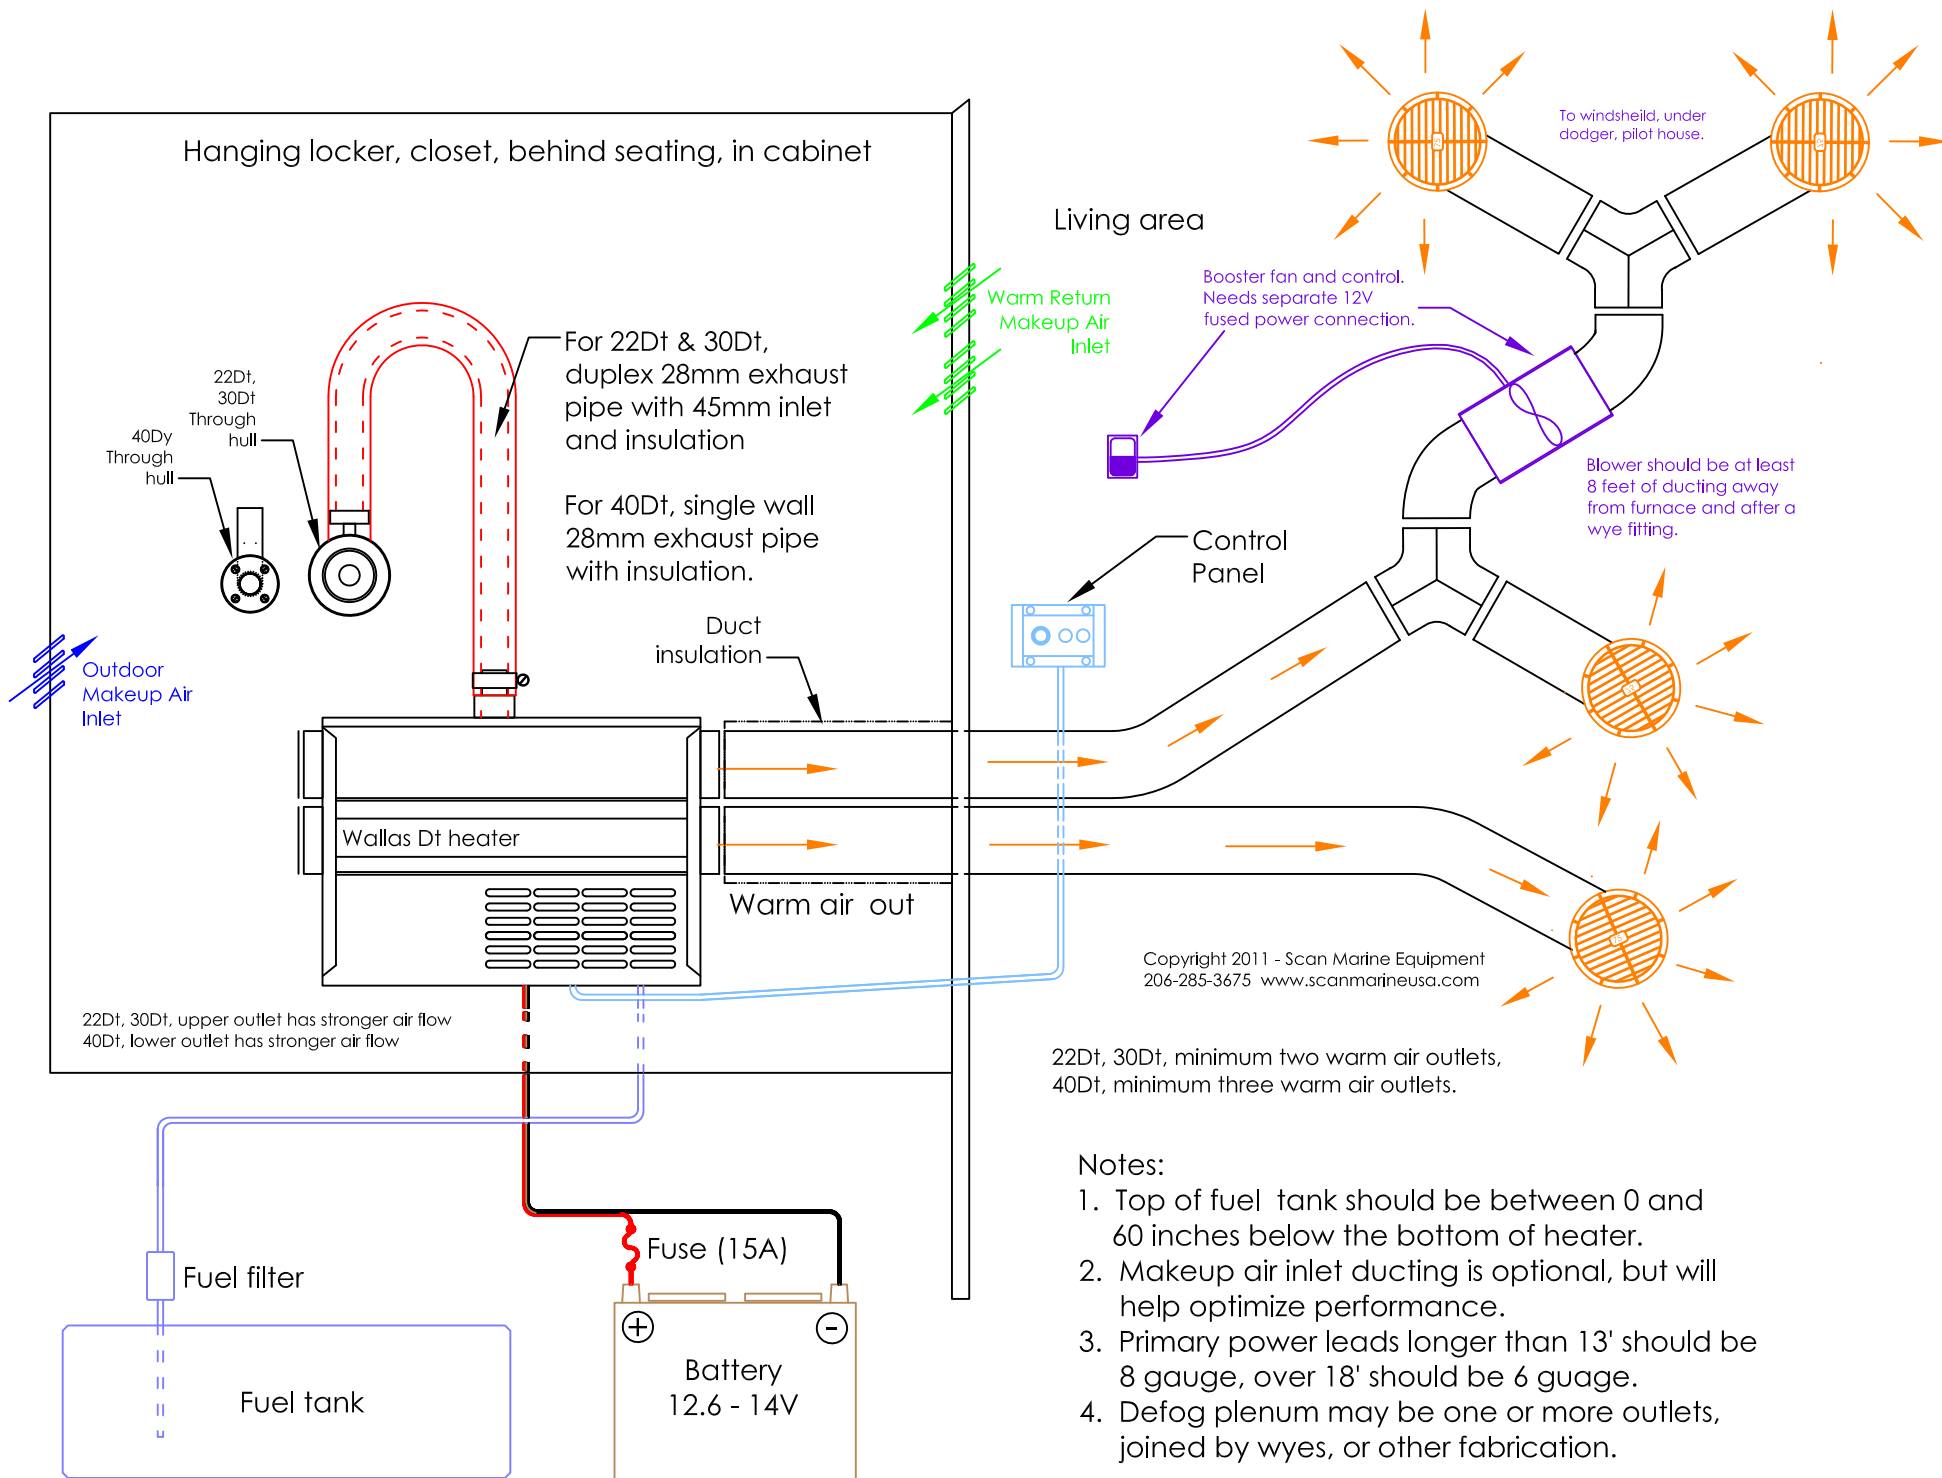 Hanging locker, closet, behind seating, in cabinet
To windsheild, under
dodger, pilot house.
Living area
Booster fan and control.
Needs separate 12V
fused power connection.
Warm Return
Makeup Air
Inlet
For 22Dt & 30Dt,
duplex 28mm exhaust
pipe with 45mm inlet
and insulation
For 40Dt, single wall
28mm exhaust pipe
with insulation.
22Dt,
30Dt
Through
hull
40Dy
Through
hull
Blower should be at least
8 feet of ducting away
from furnace and after a
wye fitting.
Control
Panel
Duct
insulation
Outdoor
Makeup Air
Inlet
Wallas Dt heater
Warm air out
Copyright 2011 - Scan Marine Equipment
206-285-3675 www.scanmarineusa.com
22Dt, 30Dt, upper outlet has stronger air flow
40Dt, lower outlet has stronger air flow
22Dt, 30Dt, minimum two warm air outlets,
40Dt, minimum three warm air outlets.
Fuse (15A)
Fuel filter
Fuel tank
+
-
Battery
12.6 - 14V
Notes:
1. Top of fuel tank should be between 0 and
60 inches below the bottom of heater.
2. Makeup air inlet ducting is optional, but will
help optimize performance.
3. Primary power leads longer than 13' should be
8 gauge, over 18' should be 6 guage.
4. Defog plenum may be one or more outlets,
joined by wyes, or other fabrication.